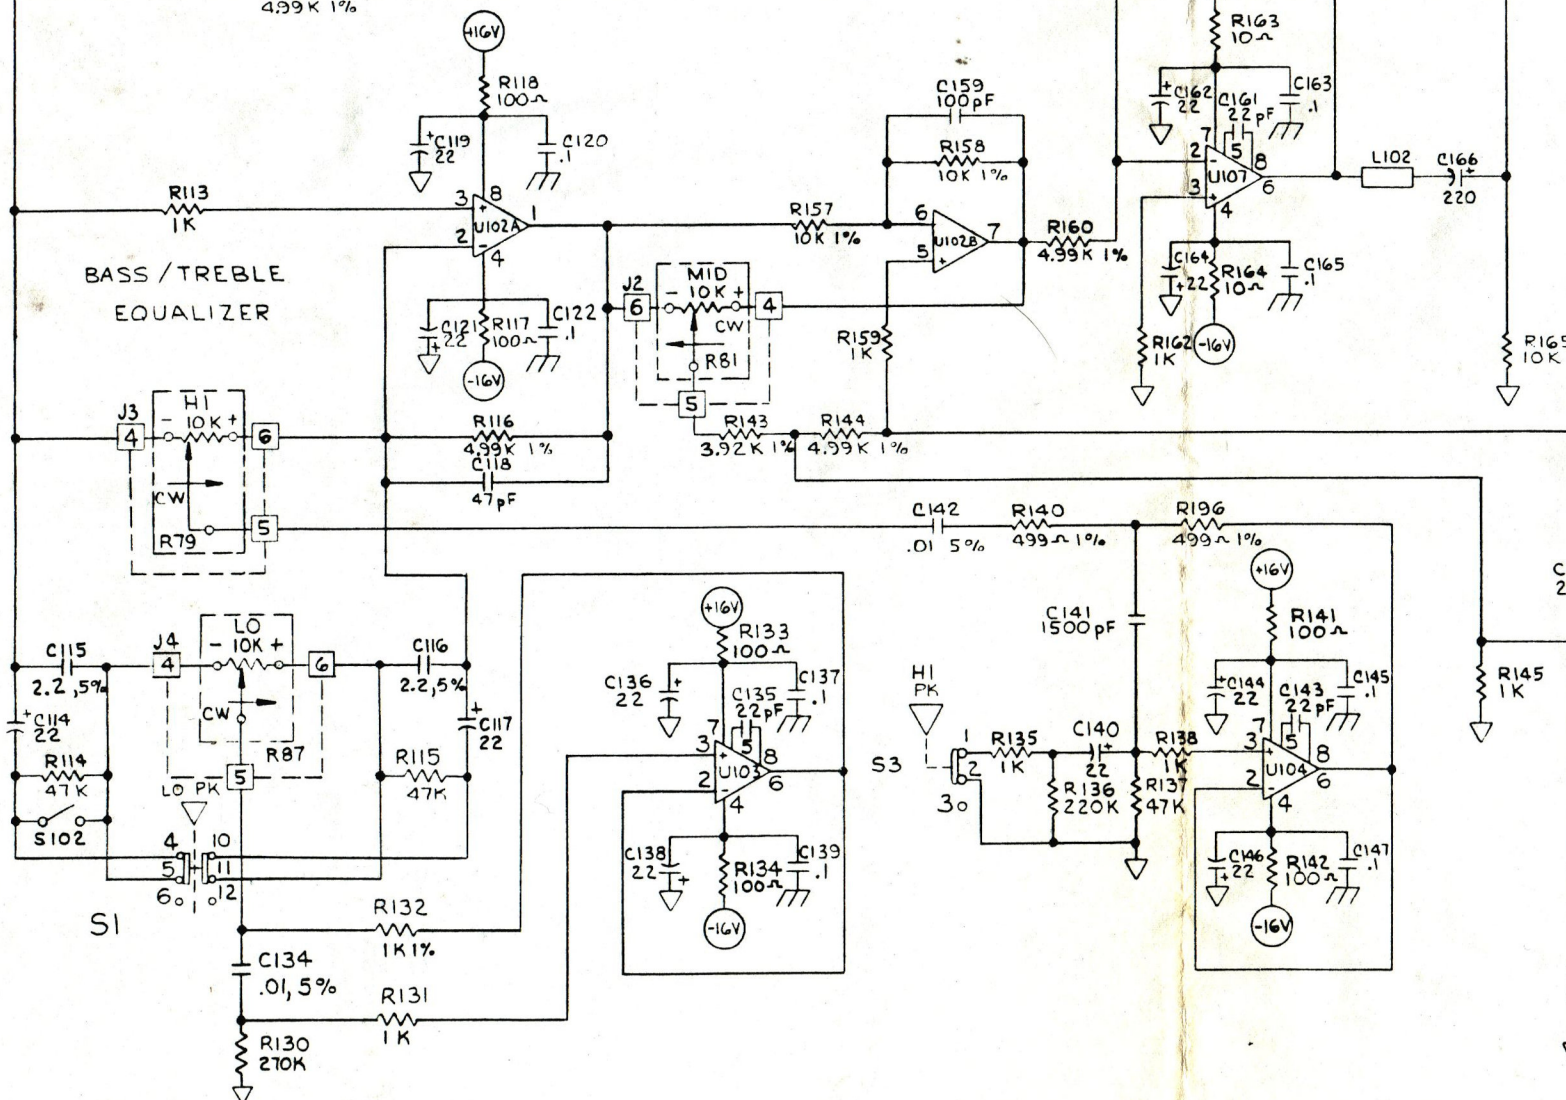 4.99K 1%
+16V
R118
100Ω
+C119
22
C120
.1
R113
1K
3
8
+
U102A
1
2
-
4
BASS / TREBLE
EQUALIZER
C121
22
+
R117
100Ω
C122
.1
-16V
J3
4
HI
- 10K +
6
CW
R79
5
R116
4.99K 1%
C118
47pF
J2
6
MID
- 10K +
4
CW
R81
5
R143
3.92K 1%
R144
4.99K 1%
R157
10K 1%
C159
100pF
R158
10K 1%
6
-
U102B
7
5
+
R159
1K
R160
4.99K 1%
R163
10Ω
+C162
22
C161
22 pF
C163
.1
7
5
8
2
-
U107
6
3
+
4
L102
C166
+
220
C164
+22
R164
10Ω
C165
.1
R162
1K
-16V
R165
10K
C142
.01 5%
R140
499Ω 1%
R196
499Ω 1%
C141
1500pF
+16V
R141
100Ω
+C144
22
C143
22 pF
C145
.1
R145
1K
C115
2.2, 5%
J4
4
LO
- 10K +
6
CW
R87
5
C116
2.2, 5%
+
C114
22
R114
47K
S102
+
C117
22
R115
47K
LO PK
4
5
6
10
11
12
S1
C134
.01, 5%
R132
1K 1%
R131
1K
R130
270K
+16V
R133
100Ω
C136
22
+
C135
22 pF
C137
.1
7
5
8
3
+
U103
6
2
-
4
C138
22
+
R134
100Ω
C139
.1
-16V
HI
PK
S3
1
2
3
R135
1K
C140
+
22
R136
220K
R137
47K
R138
1K
7
5
8
3
+
U104
6
2
-
4
C146
+22
R142
100Ω
C147
.1
-16V
C
2